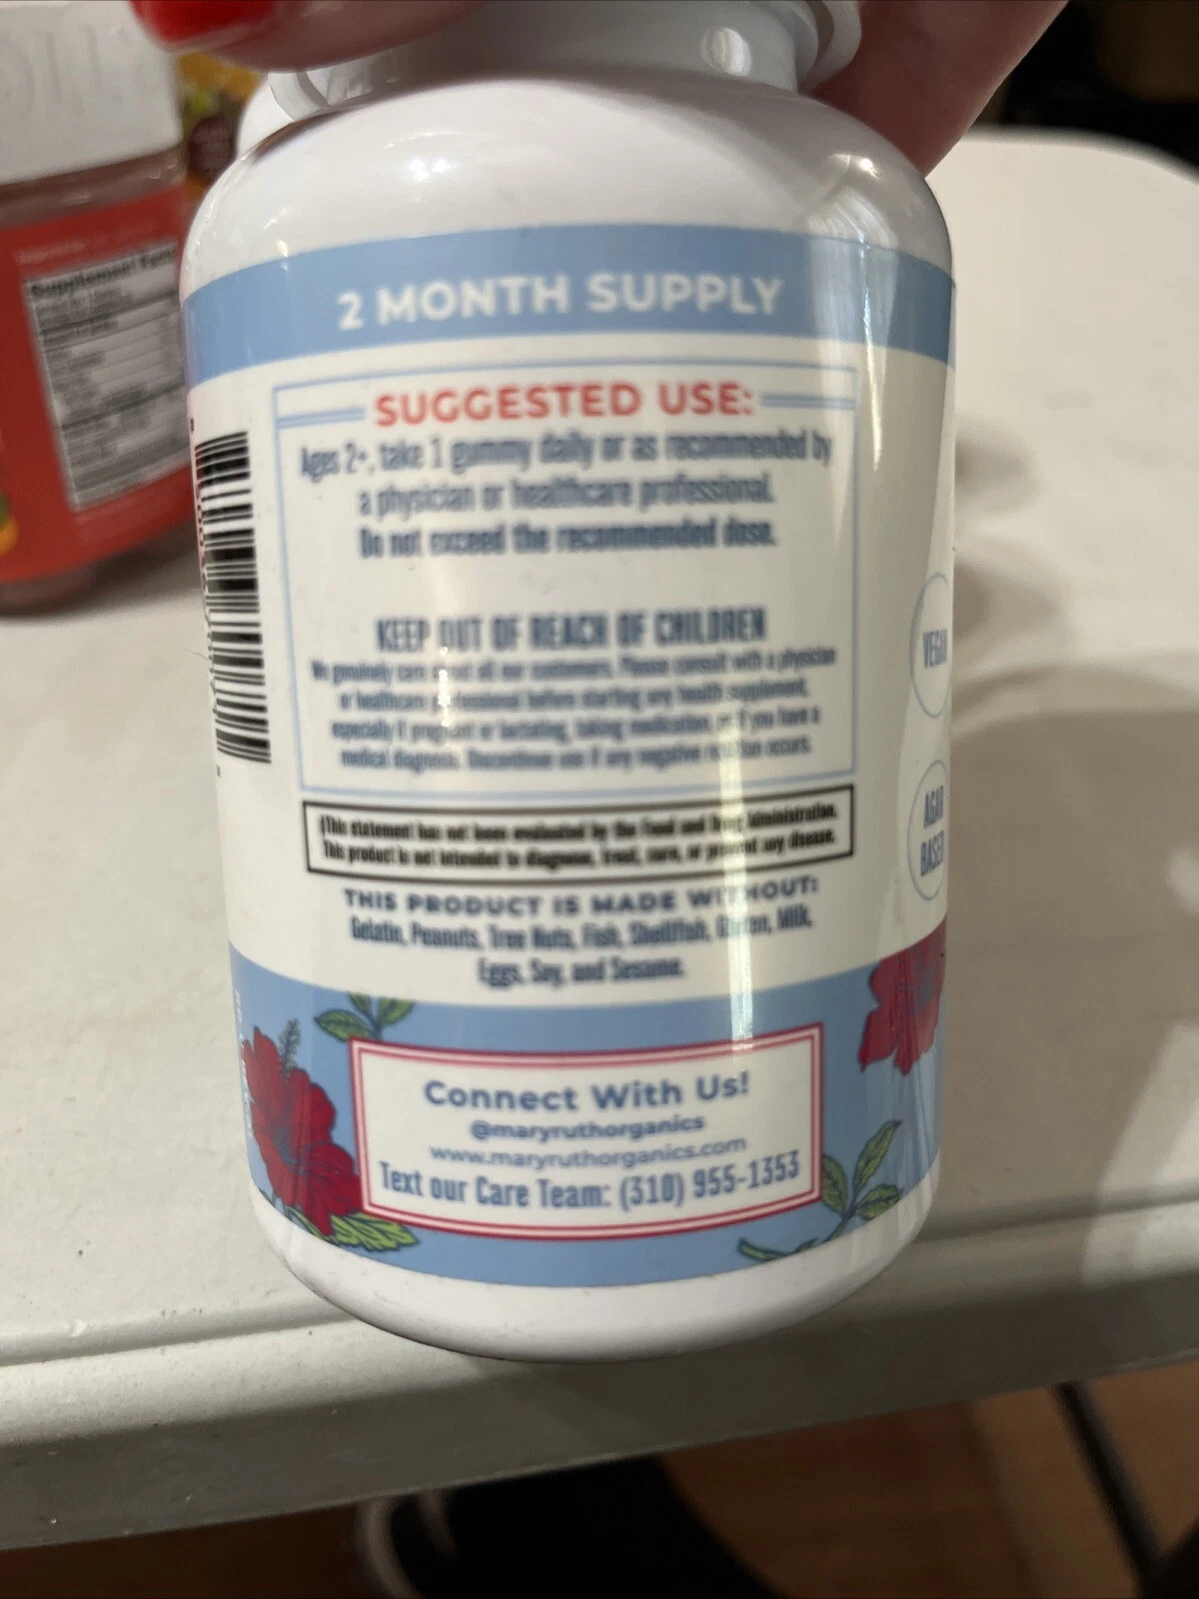 2 MONTH SUPPLY
SUGGESTED USE:
Ages 2+, take 1 gummy daily or as recommended by
a physician or healthcare professional.
Do not exceed the recommended dose.
KEEP OUT OF REACH OF CHILDREN
We genuinely care about all our customers. Please consult with a physician
or healthcare professional before starting any health supplement,
especially if pregnant or lactating, taking medication, or if you have a
medical diagnosis. Discontinue use if any negative reaction occurs.
†This statement has not been evaluated by the Food and Drug Administration.
This product is not intended to diagnose, treat, cure, or prevent any disease.
THIS PRODUCT IS MADE WITHOUT:
Gelatin, Peanuts, Tree Nuts, Fish, Shellfish, Gluten, Milk,
Eggs, Soy, and Sesame.
Connect With Us!
@maryruthorganics
www.maryruthorganics.com
Text our Care Team: (310) 955-1353
VEGAN
AGAR
BASED
Supplement Facts